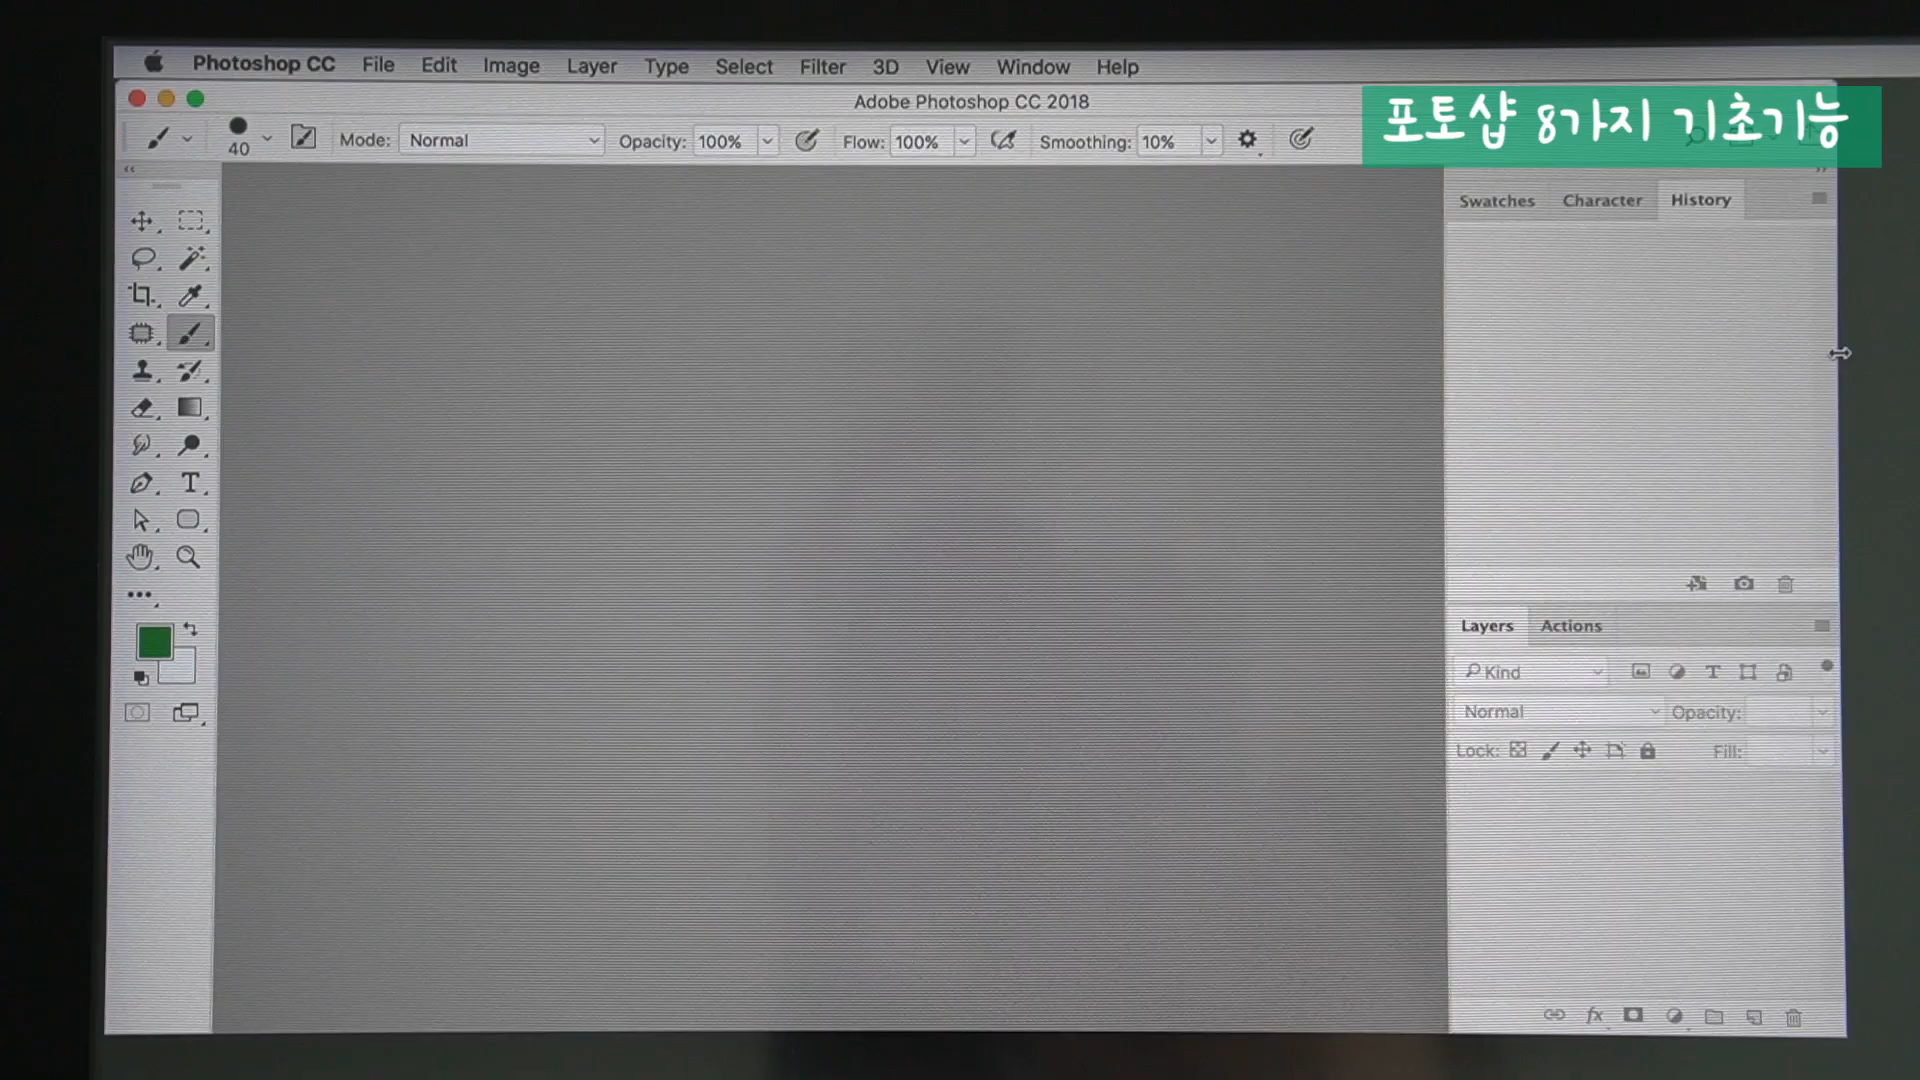 Photoshop CC File Edit Image Layer Type Select Filter 3D View Window Help
Adobe Photoshop CC 2018
포토샵 8가지 기초기능
40 Mode: Normal Opacity: 100% Flow: 100% Smoothing: 10%
Swatches Character History
Layers Actions
Kind
Normal Opacity:
Lock: Fill: